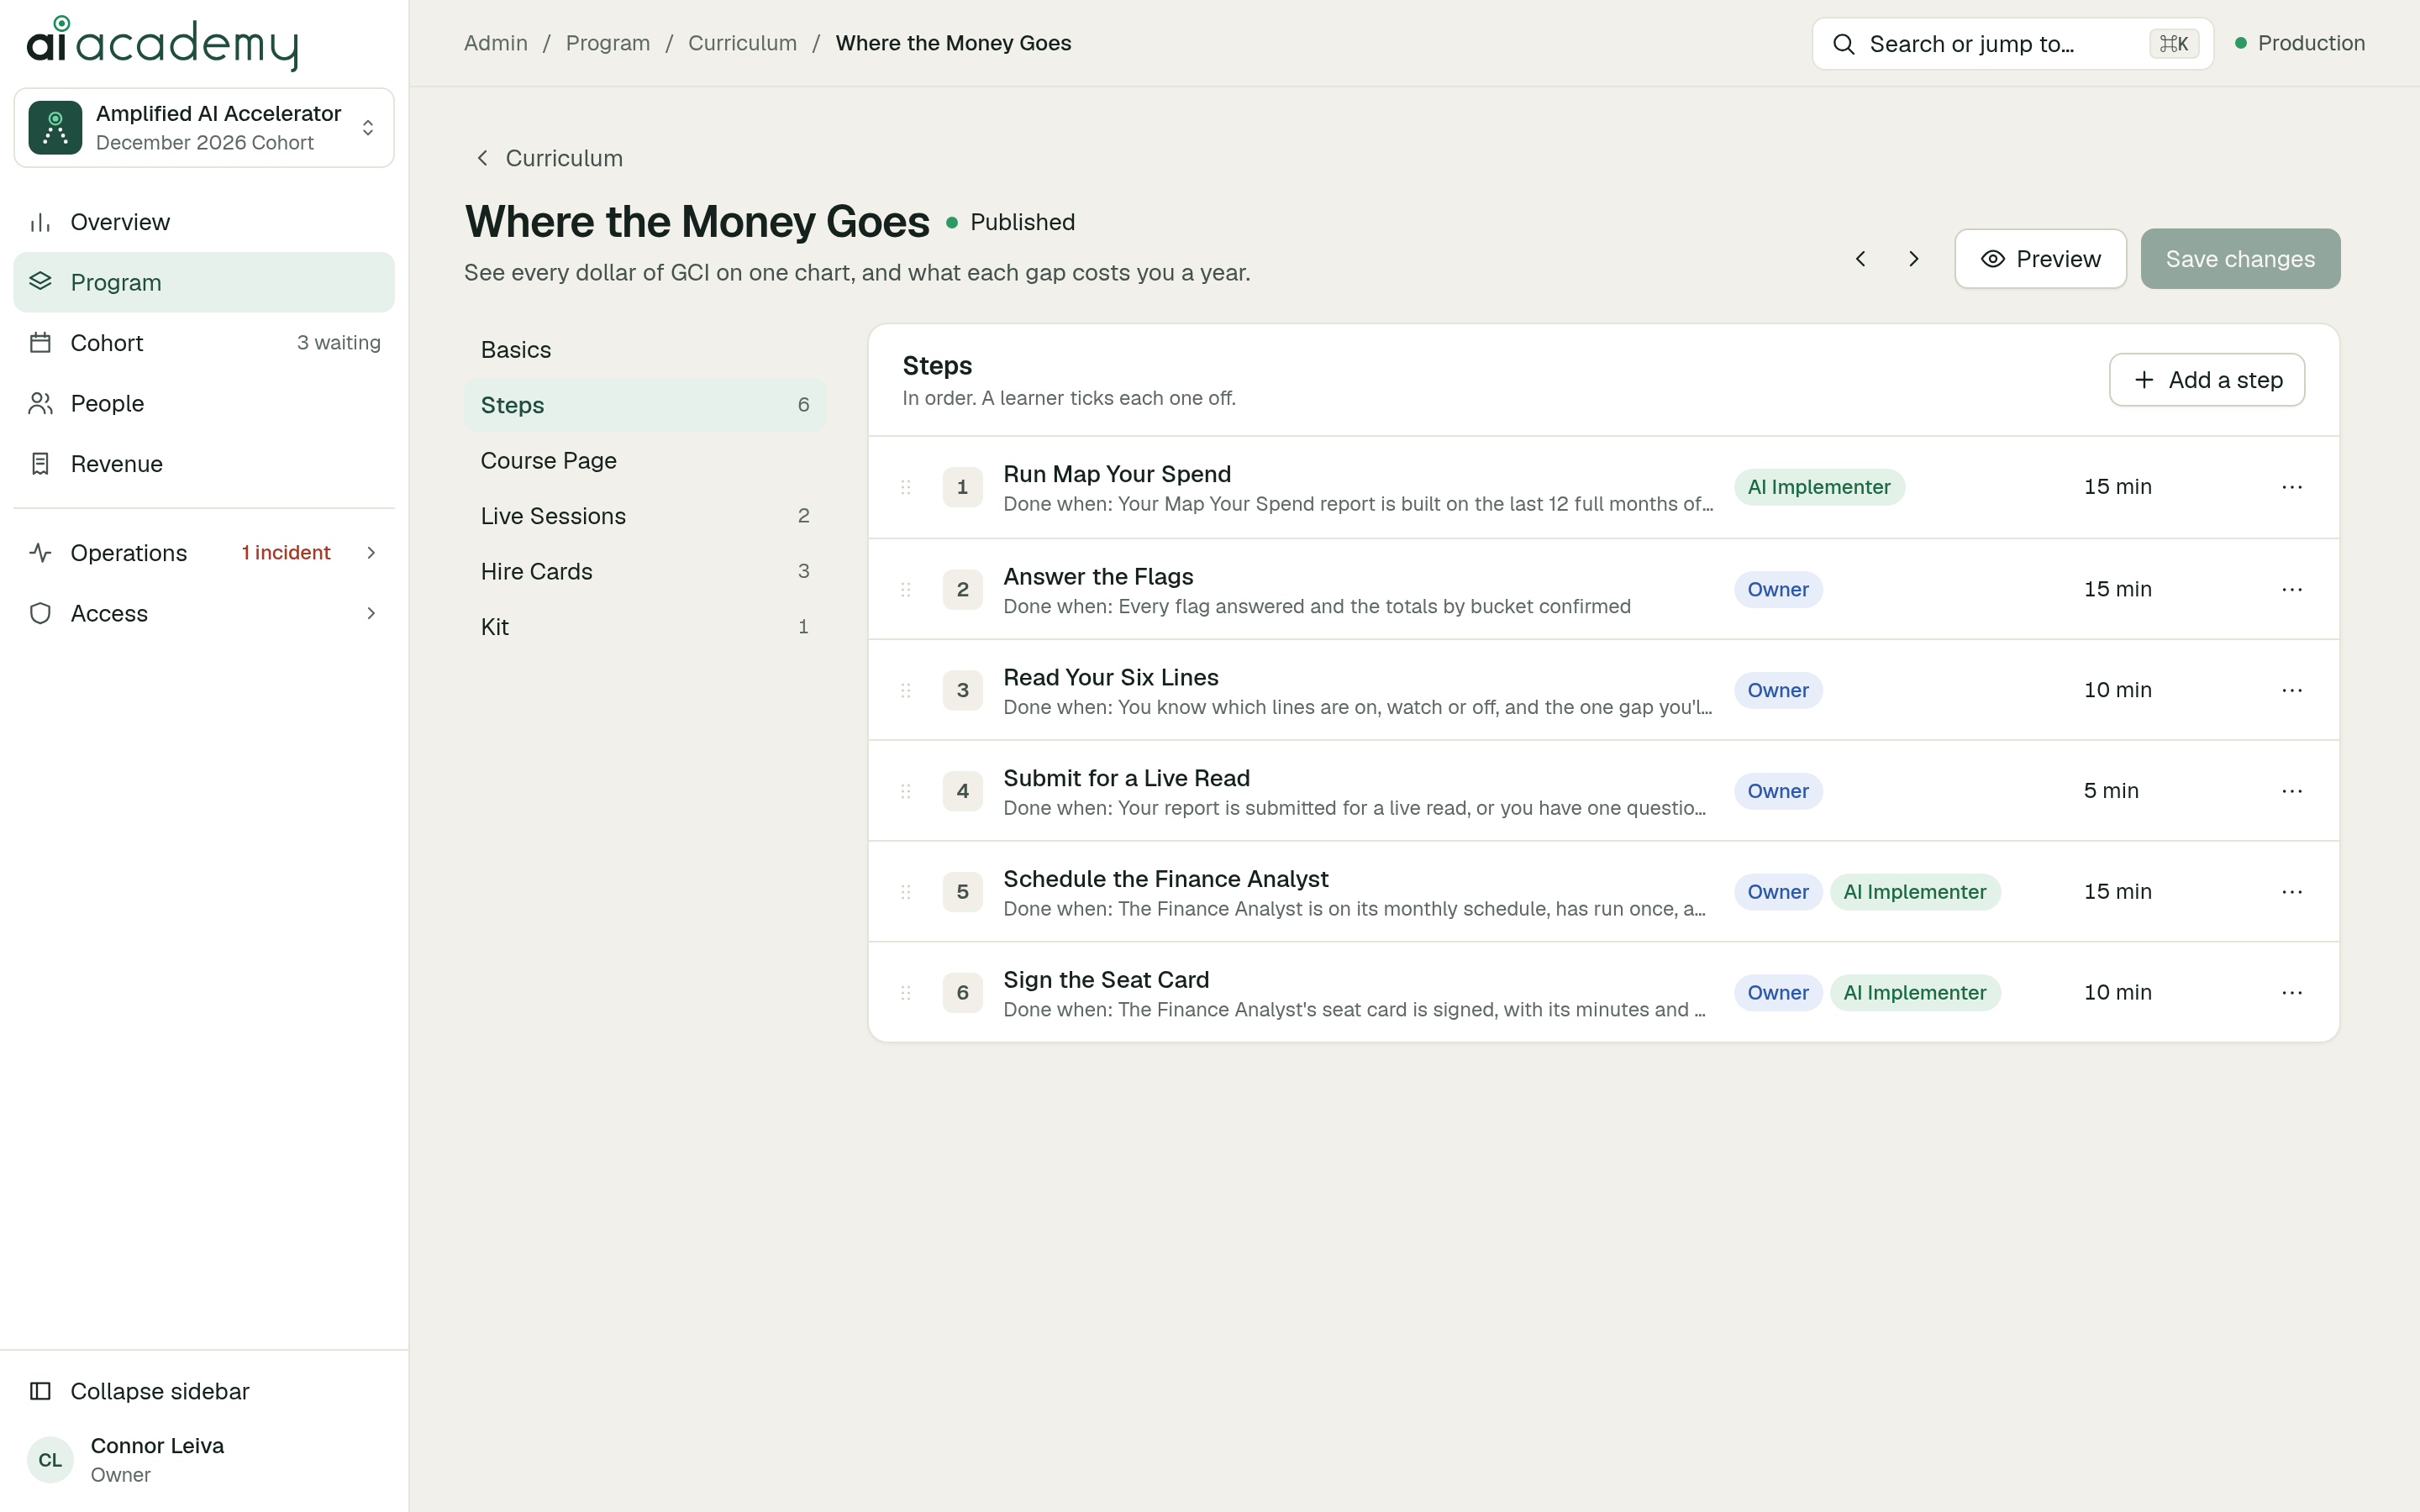 ai academy
Amplified AI Accelerator
December 2026 Cohort
Overview
Program
Cohort 3 waiting
People
Revenue
Operations 1 incident
Access
Collapse sidebar
CL
Connor Leiva
Owner
Admin / Program / Curriculum / Where the Money Goes
Search or jump to... ⌘K
Production
Curriculum
Where the Money Goes
Published
See every dollar of GCI on one chart, and what each gap costs you a year.
Preview
Save changes
Basics
Steps 6
Course Page
Live Sessions 2
Hire Cards 3
Kit 1
Steps
In order. A learner ticks each one off.
Add a step
1 Run Map Your Spend
Done when: Your Map Your Spend report is built on the last 12 full months of...
AI Implementer
15 min
2 Answer the Flags
Done when: Every flag answered and the totals by bucket confirmed
Owner
15 min
3 Read Your Six Lines
Done when: You know which lines are on, watch or off, and the one gap you'l...
Owner
10 min
4 Submit for a Live Read
Done when: Your report is submitted for a live read, or you have one questio...
Owner
5 min
5 Schedule the Finance Analyst
Done when: The Finance Analyst is on its monthly schedule, has run once, a...
Owner AI Implementer
15 min
6 Sign the Seat Card
Done when: The Finance Analyst's seat card is signed, with its minutes and ...
Owner AI Implementer
10 min